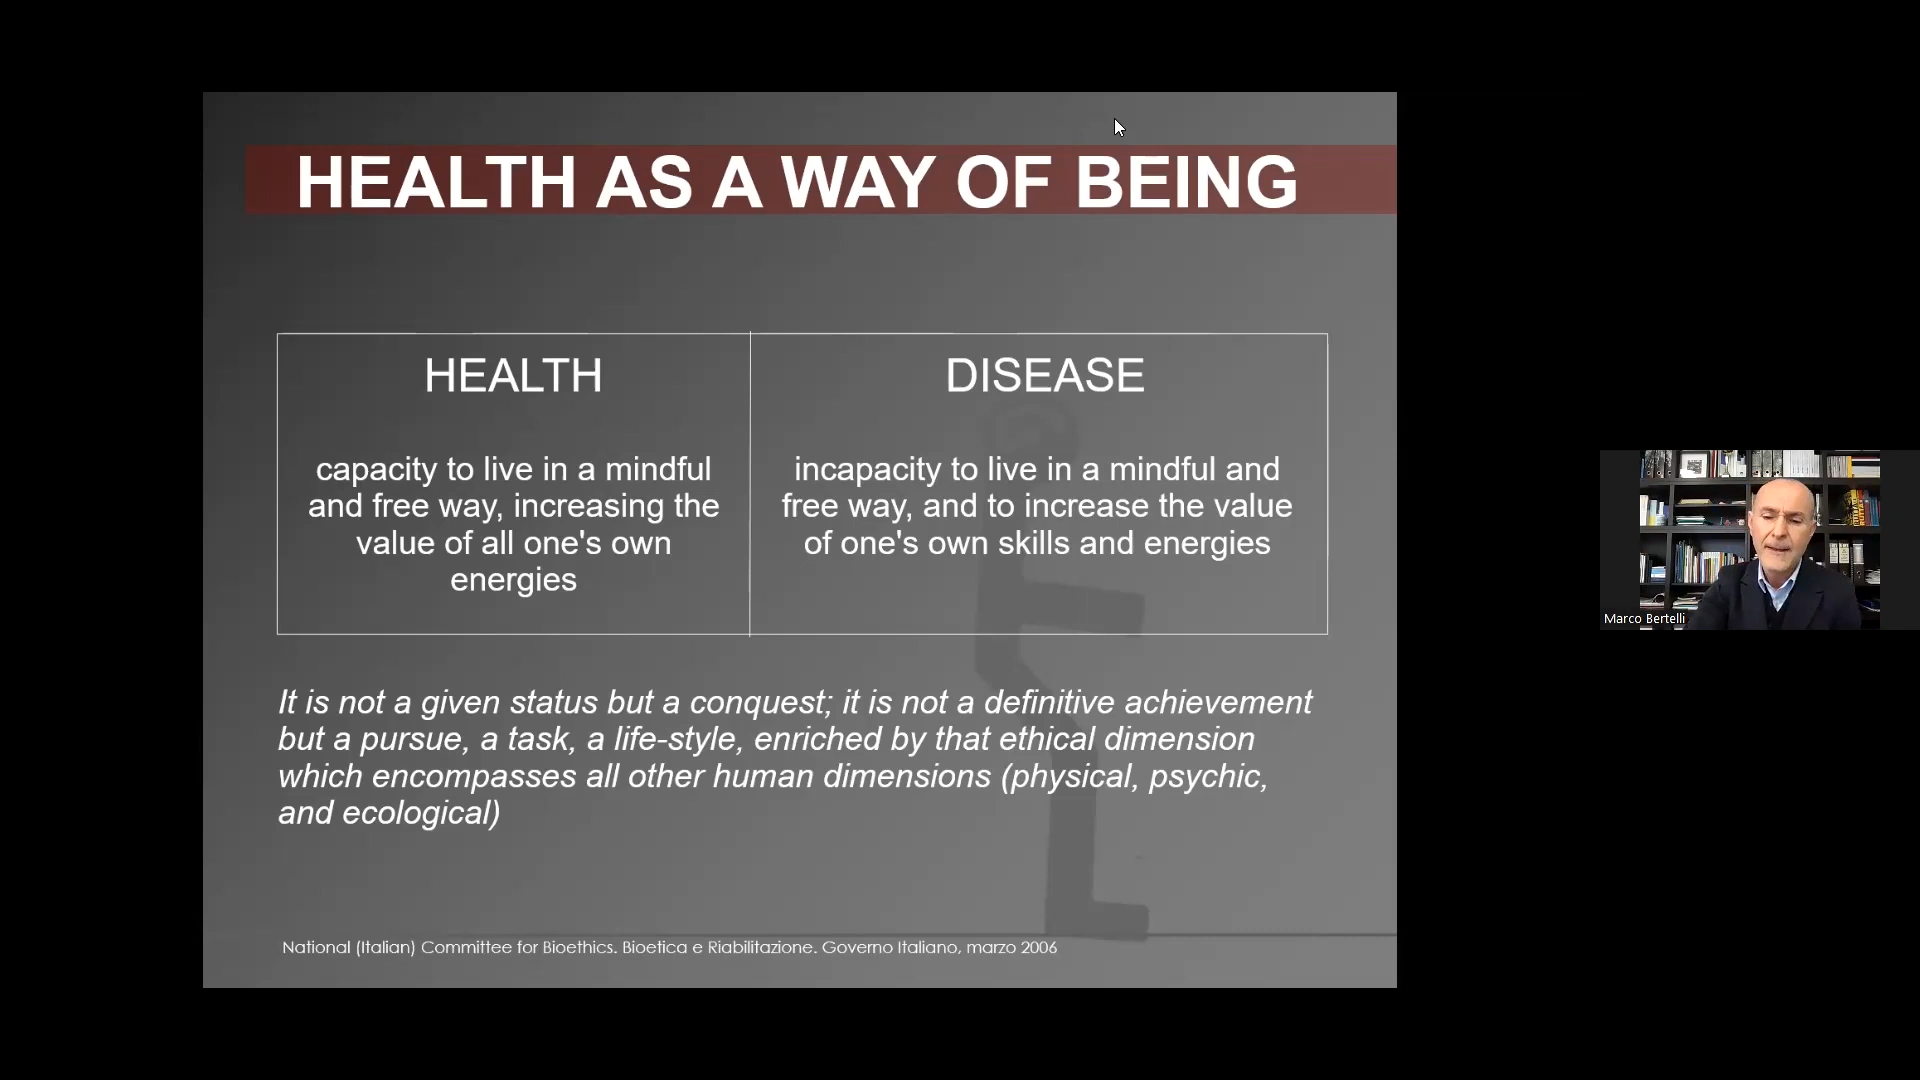 HEALTH AS A WAY OF BEING
HEALTH
capacity to live in a mindful
and free way, increasing the
value of all one's own
energies
DISEASE
incapacity to live in a mindful and
free way, and to increase the value
of one's own skills and energies
It is not a given status but a conquest; it is not a definitive achievement
but a pursue, a task, a life-style, enriched by that ethical dimension
which encompasses all other human dimensions (physical, psychic,
and ecological)
National (Italian) Committee for Bioethics. Bioetica e Riabilitazione. Governo Italiano, marzo 2006
Marco Bertelli